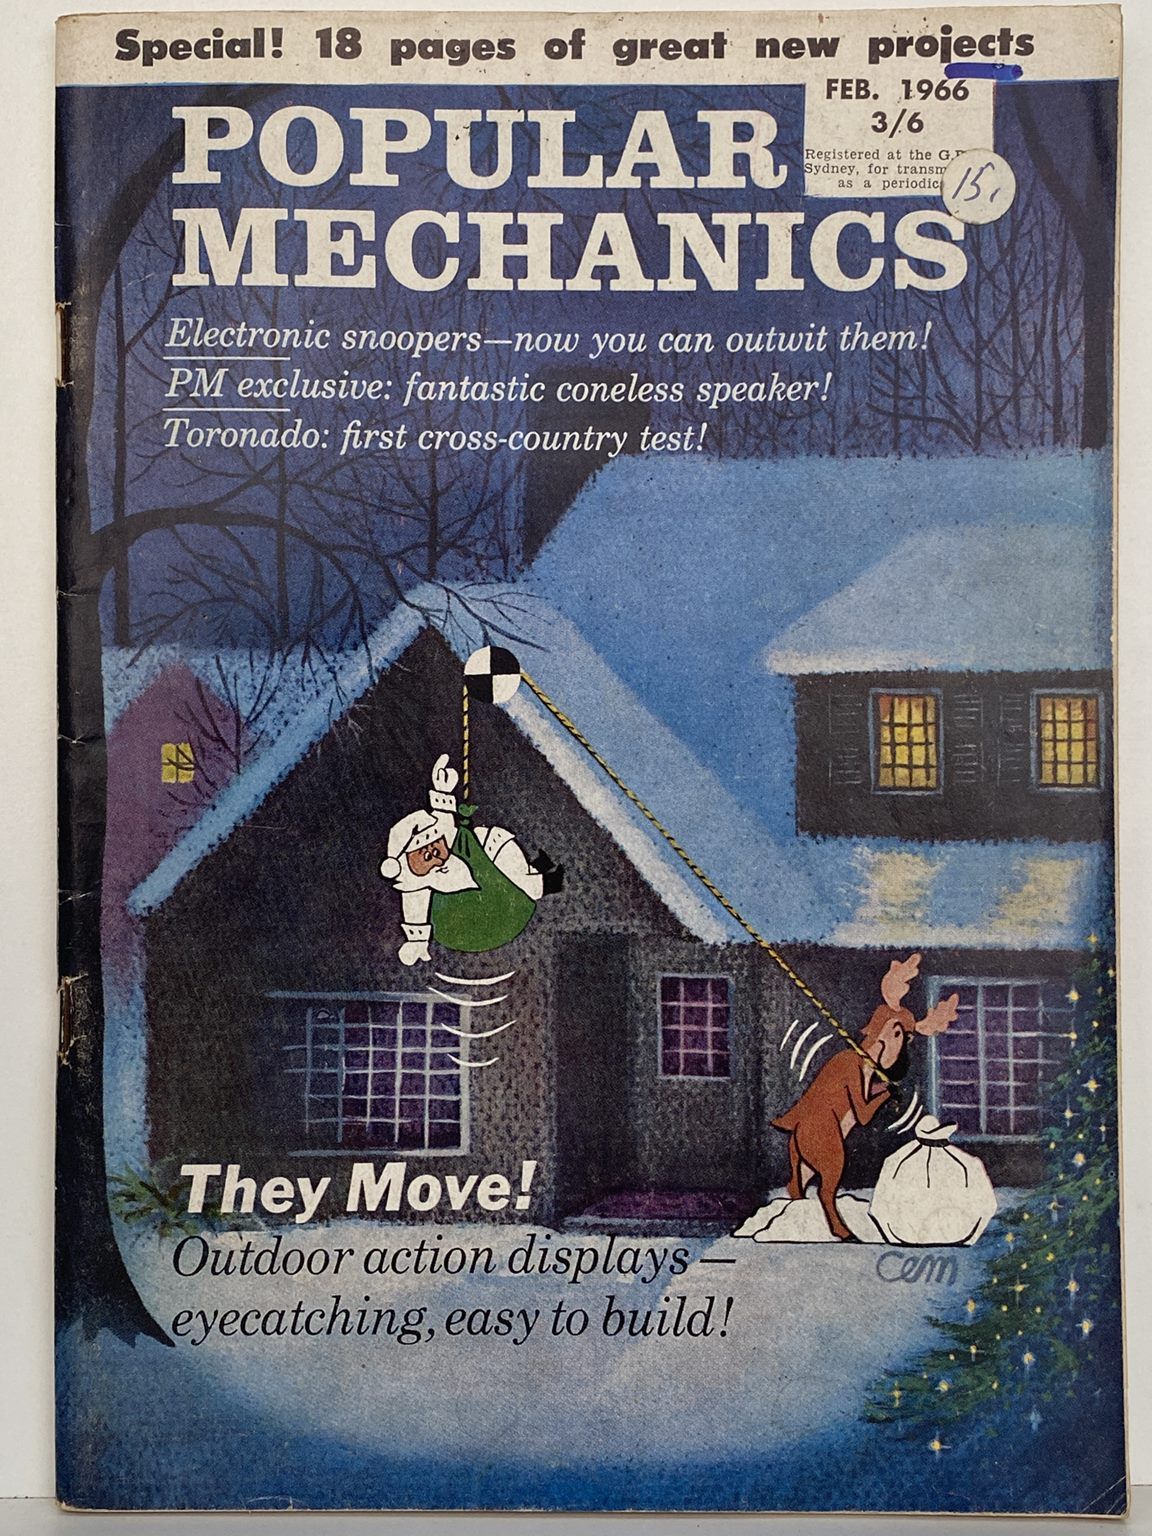 Special! 18 pages of great new projects
FEB. 1966
3/6
Registered at the
Sydney, for
as a
15.
POPULAR
MECHANICS
Electronic snoopers—now you can outwit them!
PM exclusive: fantastic coneless speaker!
Toronado: first cross-country test!
They Move!
Outdoor action displays —
eyecatching, easy to build!
Cem